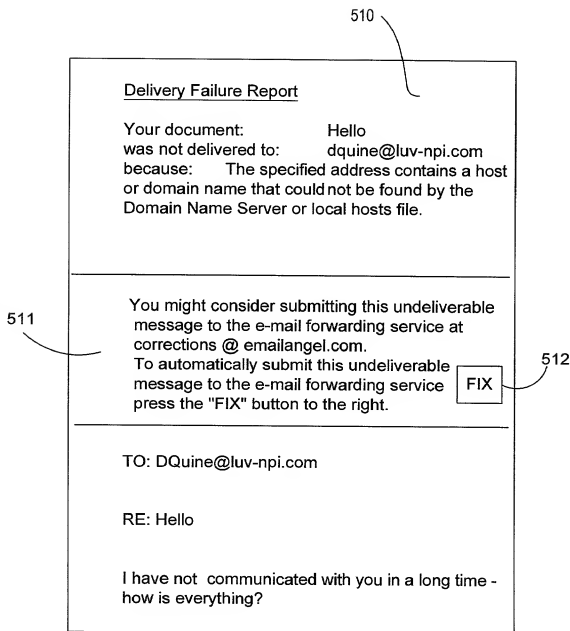 510
Delivery Failure Report
Your document: Hello
was not delivered to: dquine@luv-npi.com
because: The specified address contains a host
or domain name that could not be found by the
Domain Name Server or local hosts file.
511
You might consider submitting this undeliverable
message to the e-mail forwarding service at
corrections @ emailangel.com.
To automatically submit this undeliverable
message to the e-mail forwarding service
press the "FIX" button to the right.
FIX
512
TO: DQuine@luv-npi.com
RE: Hello
I have not communicated with you in a long time -
how is everything?